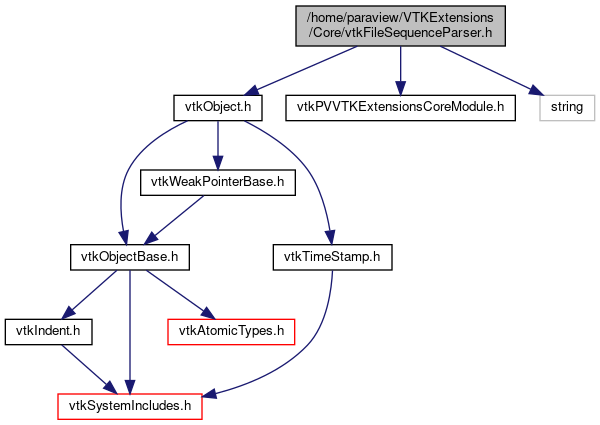 /home/paraview/VTKExtensions
/Core/vtkFileSequenceParser.h
vtkObject.h
vtkPVVTKExtensionsCoreModule.h
string
vtkWeakPointerBase.h
vtkObjectBase.h
vtkTimeStamp.h
vtkIndent.h
vtkAtomicTypes.h
vtkSystemIncludes.h